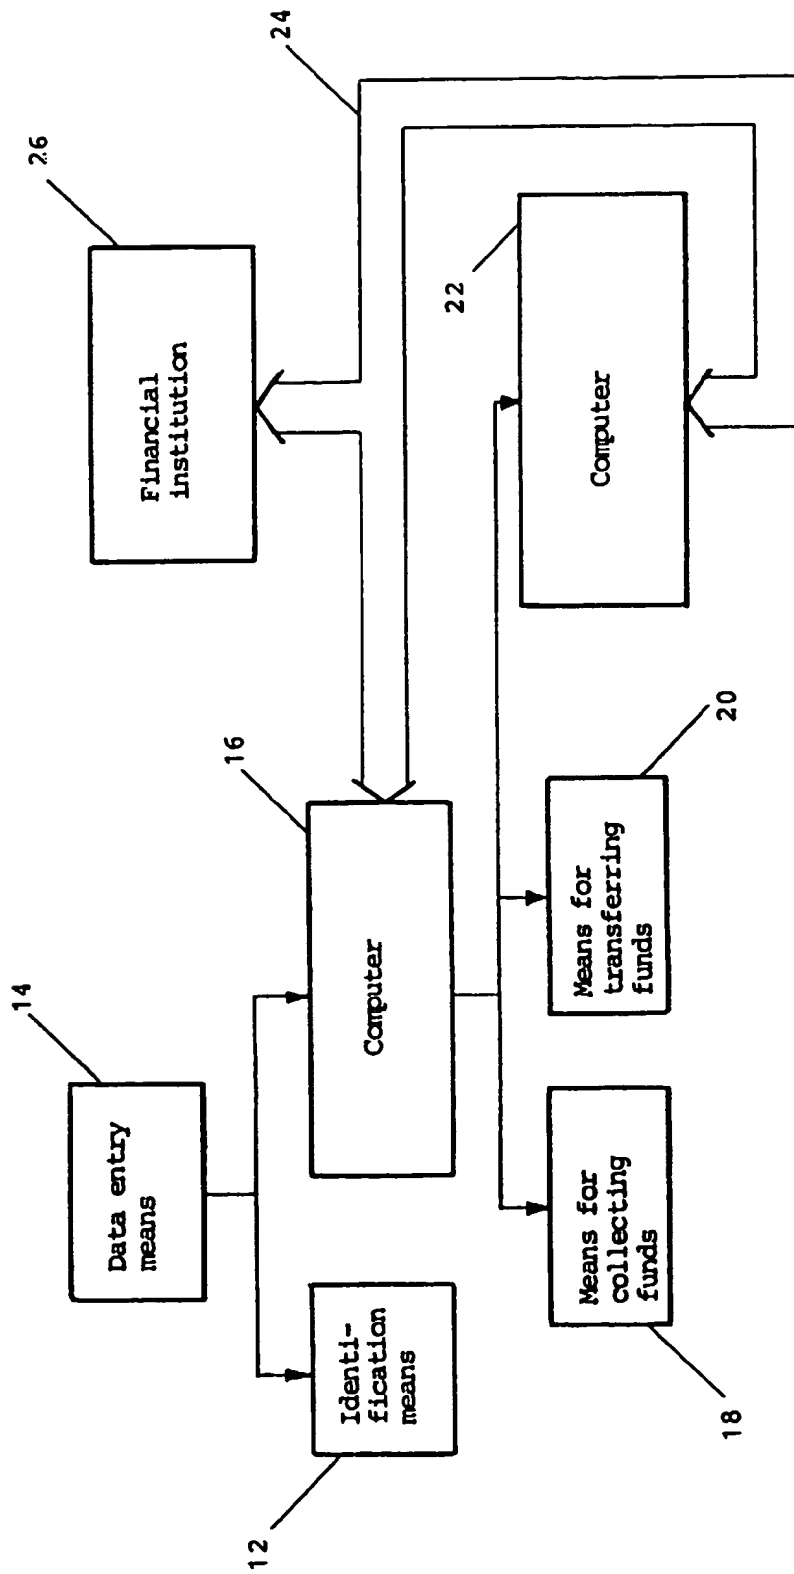 14
Data entry
means
12
Identi-
fication
means
16
Computer
26
Financial
institution
24
18
Means for
collecting
funds
20
Means for
transferring
funds
22
Computer